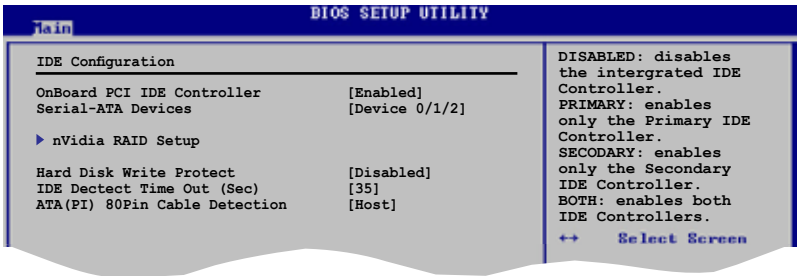 BIOS SETUP UTILITY
Main
IDE Configuration
OnBoard PCI IDE Controller [Enabled]
Serial-ATA Devices [Device 0/1/2]
nVidia RAID Setup
Hard Disk Write Protect [Disabled]
IDE Dectect Time Out (Sec) [35]
ATA(PI) 80Pin Cable Detection [Host]
DISABLED: disables
the intergrated IDE
Controller.
PRIMARY: enables
only the Primary IDE
Controller.
SECODARY: enables
only the Secondary
IDE Controller.
BOTH: enables both
IDE Controllers.
↔ Select Screen